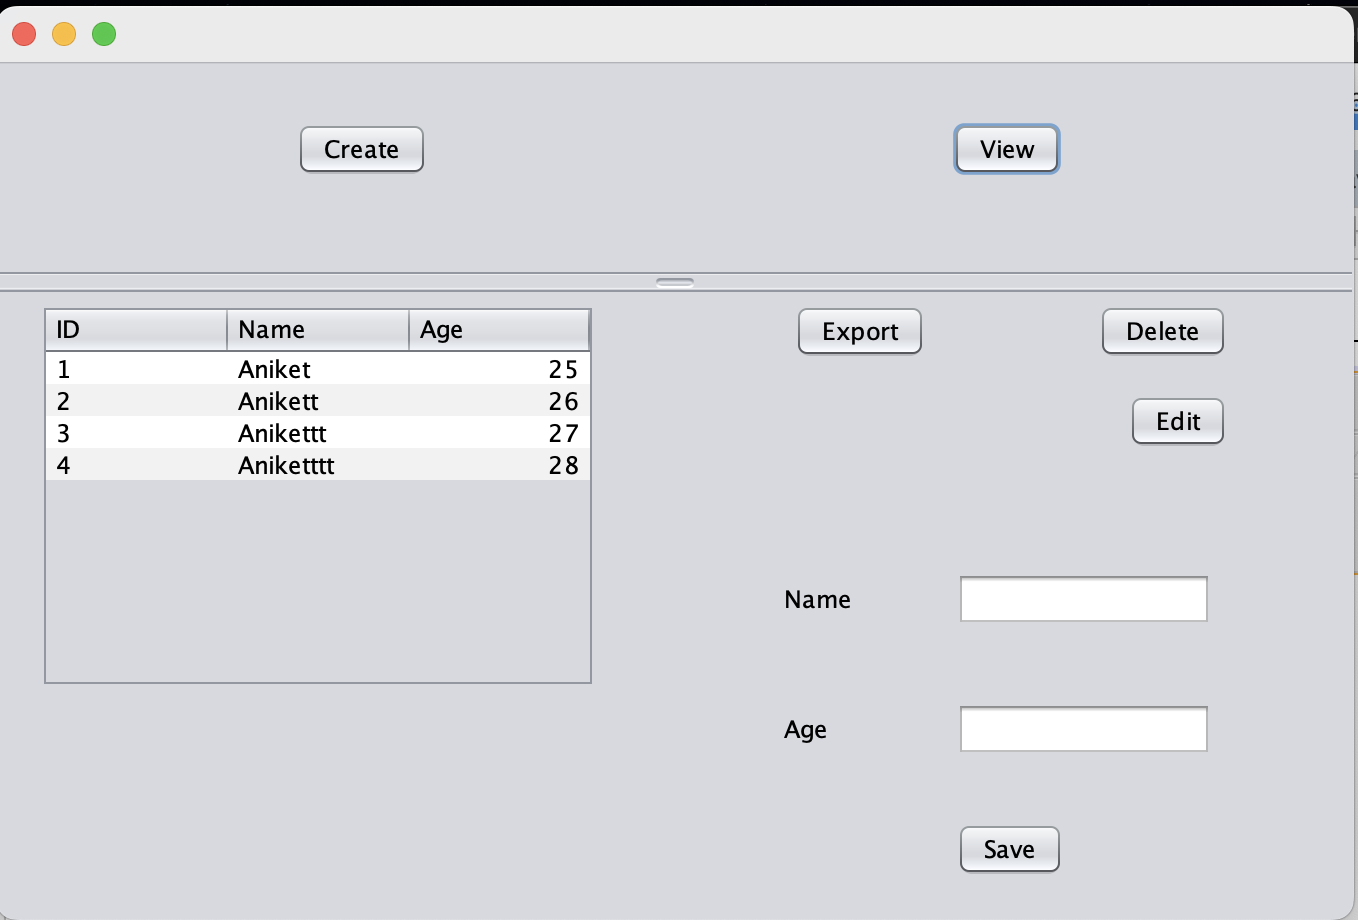 Create
View
ID Name Age
1 Aniket 25
2 Anikett 26
3 Anikettt 27
4 Aniketttt 28
Export
Delete
Edit
Name
Age
Save